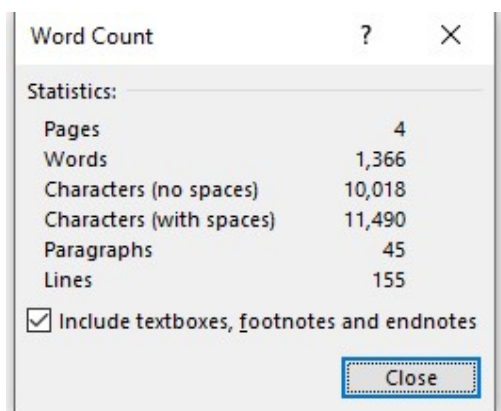 Word Count ? ×
Statistics:
Pages 4
Words 1,366
Characters (no spaces) 10,018
Characters (with spaces) 11,490
Paragraphs 45
Lines 155
Include textboxes, footnotes and endnotes
Close